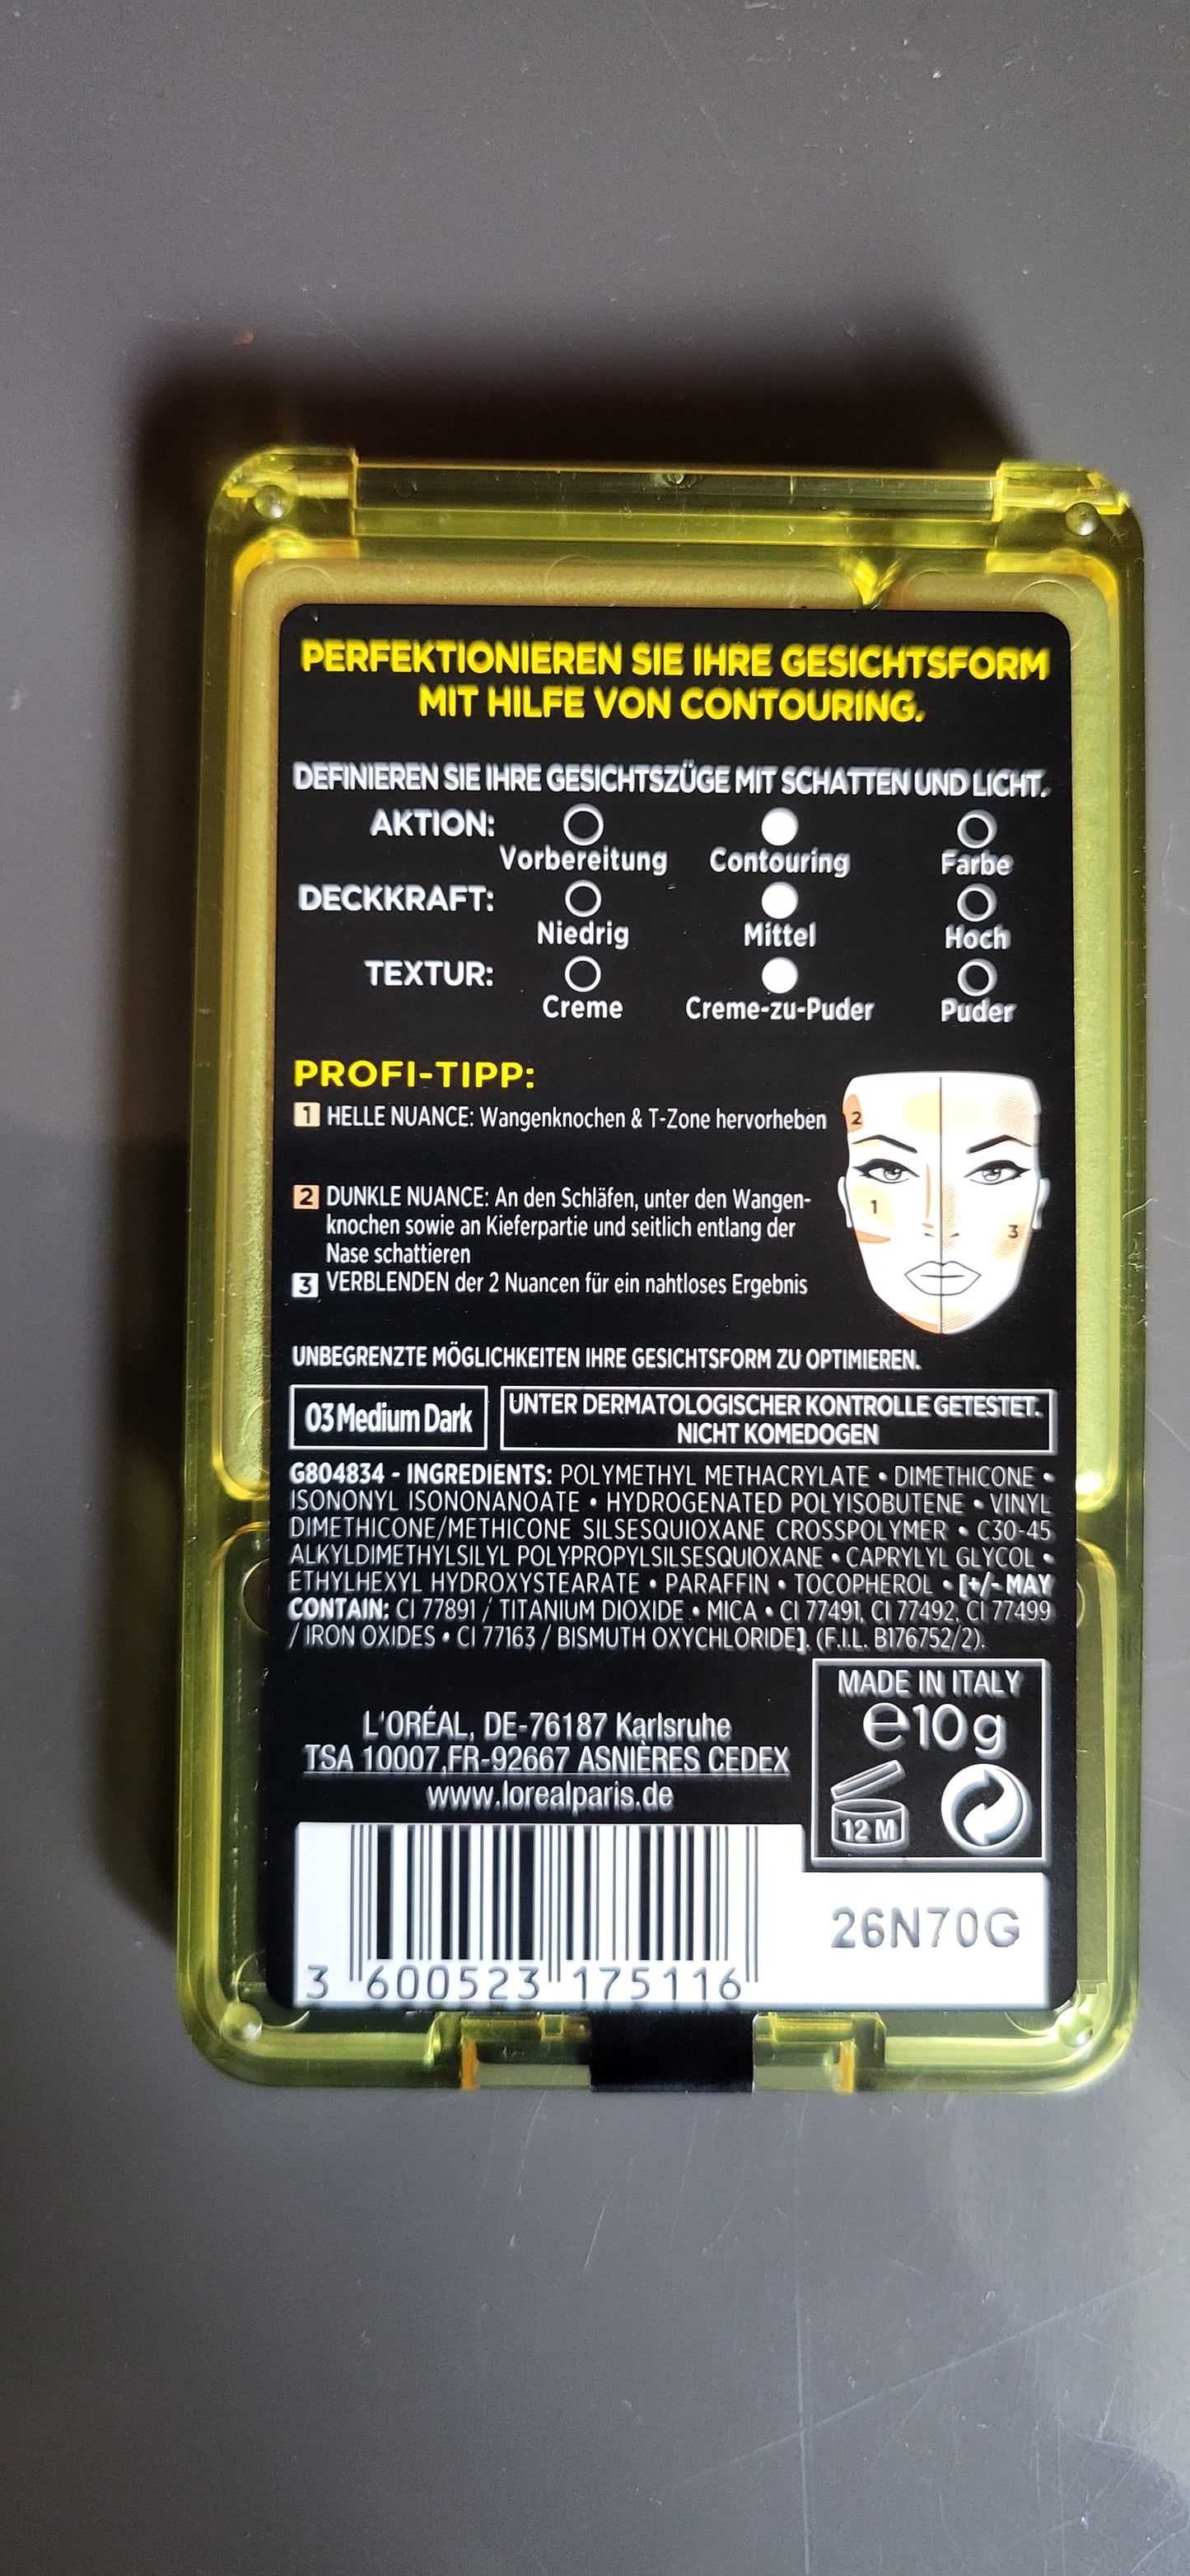 PERFEKTIONIEREN SIE IHRE GESICHTSFORM
MIT HILFE VON CONTOURING.
DEFINIEREN SIE IHRE GESICHTSZÜGE MIT SCHATTEN UND LICHT.
AKTION:
Vorbereitung Contouring Farbe
DECKKRAFT:
Niedrig Mittel Hoch
TEXTUR:
Creme Creme-zu-Puder Puder
PROFI-TIPP:
1 HELLE NUANCE: Wangenknochen & T-Zone hervorheben
2 DUNKLE NUANCE: An den Schläfen, unter den Wangen-
knochen sowie an Kieferpartie und seitlich entlang der
Nase schattieren
3 VERBLENDEN der 2 Nuancen für ein nahtloses Ergebnis
2
1
3
UNBEGRENZTE MÖGLICHKEITEN IHRE GESICHTSFORM ZU OPTIMIEREN.
03 Medium Dark
UNTER DERMATOLOGISCHER KONTROLLE GETESTET.
NICHT KOMEDOGEN
G804834 - INGREDIENTS: POLYMETHYL METHACRYLATE • DIMETHICONE •
ISONONYL ISONONANOATE • HYDROGENATED POLYISOBUTENE • VINYL
DIMETHICONE/METHICONE SILSESQUIOXANE CROSSPOLYMER • C30-45
ALKYLDIMETHYLSILYL POLYPROPYLSILSESQUIOXANE • CAPRYLYL GLYCOL •
ETHYLHEXYL HYDROXYSTEARATE • PARAFFIN • TOCOPHEROL • [+/- MAY
CONTAIN: CI 77891 / TITANIUM DIOXIDE • MICA • CI 77491, CI 77492, CI 77499
/ IRON OXIDES • CI 77163 / BISMUTH OXYCHLORIDE]. (F.I.L. B176752/2).
L'ORÉAL, DE-76187 Karlsruhe
TSA 10007,FR-92667 ASNIÈRES CEDEX
www.lorealparis.de
MADE IN ITALY
e10g
12 M
26N70G
3 600523 175116